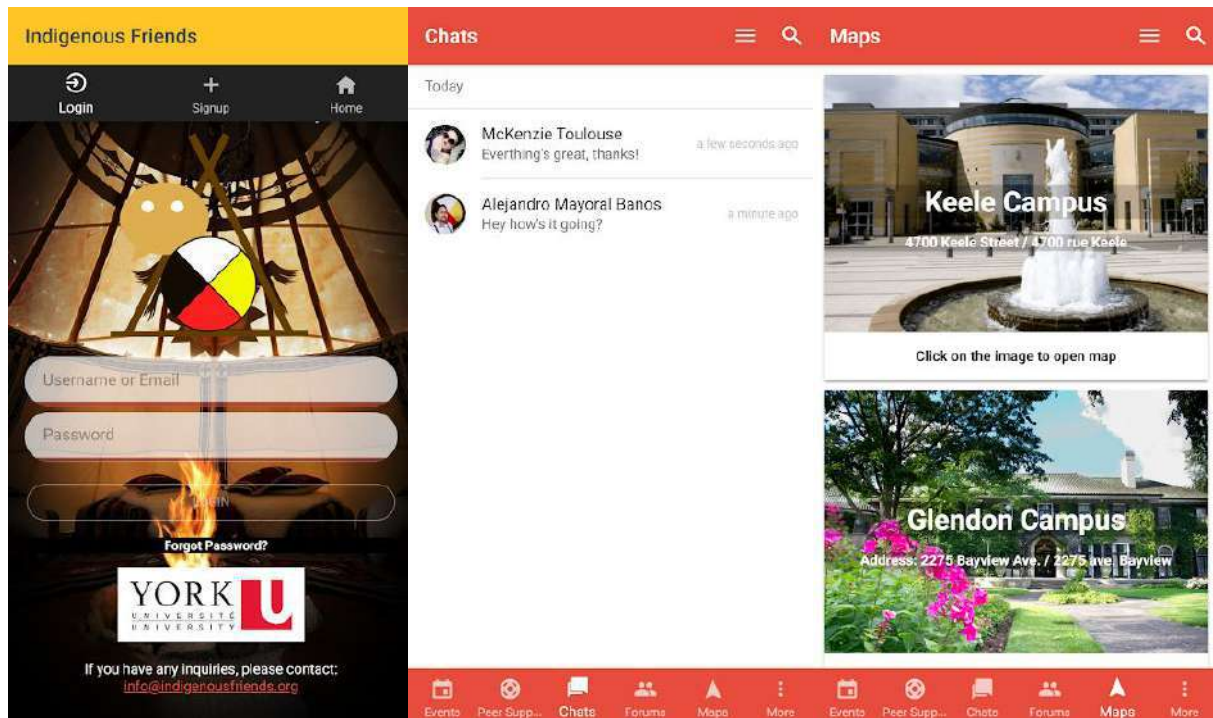 Indigenous Friends
Login
Signup
Home
Username or Email
Password
LOGIN
Forgot Password?
YORK U
UNIVERSITÉ
UNIVERSITY
If you have any inquiries, please contact:
info@indigenousfriends.org
Chats
Today
McKenzie Toulouse
Everthing's great, thanks!
a few seconds ago
Alejandro Mayoral Banos
Hey how's it going?
a minute ago
Events
Peer Supp...
Chats
Forums
Maps
More
Maps
Keele Campus
4700 Keele Street / 4700 rue Keele
Click on the image to open map
Glendon Campus
Address: 2275 Bayview Ave. / 2275 ave. Bayview
Events
Peer Supp...
Chats
Forums
Maps
More